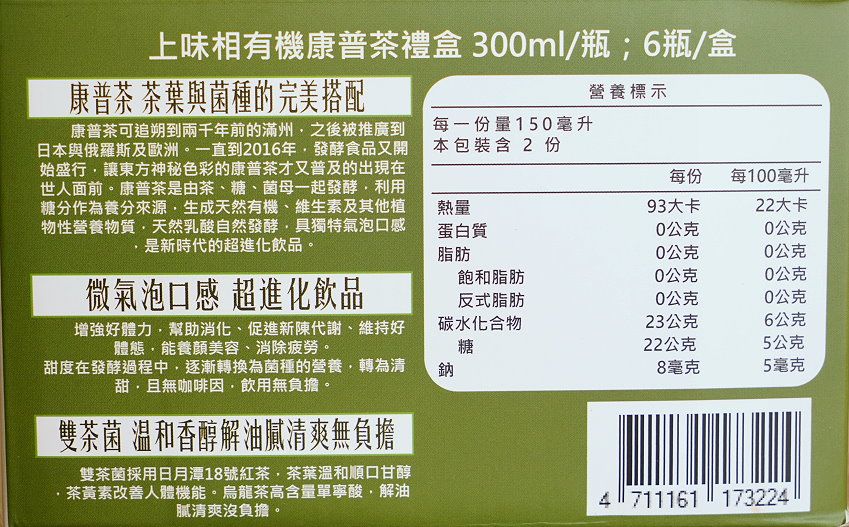 上味相有機康普茶禮盒 300ml/瓶；6瓶/盒
康普茶 茶葉與菌種的完美搭配
康普茶可追朔到兩千年前的滿州，之後被推廣到
日本與俄羅斯及歐洲。一直到2016年，發酵食品又開
始盛行，讓東方神秘色彩的康普茶才又普及的出現在
世人面前。康普茶是由茶、糖、菌母一起發酵，利用
糖分作為養分來源，生成天然有機、維生素及其他植
物性營養物質，天然乳酸自然發酵，具獨特氣泡口感
，是新時代的超進化飲品。
微氣泡口感 超進化飲品
增強好體力，幫助消化、促進新陳代謝、維持好
體態，能養顏美容、消除疲勞。
甜度在發酵過程中，逐漸轉換為菌種的營養，轉為清
甜，且無咖啡因，飲用無負擔。
雙茶菌 溫和香醇解油膩清爽無負擔
雙茶菌採用日月潭18號紅茶，茶葉溫和順口甘醇
，茶黃素改善人體機能。烏龍茶高含量單寧酸，解油
膩清爽沒負擔。
營養標示
每一份量150毫升
本包裝含 2 份
每份 每100毫升
熱量 93大卡 22大卡
蛋白質 0公克 0公克
脂肪 0公克 0公克
飽和脂肪 0公克 0公克
反式脂肪 0公克 0公克
碳水化合物 23公克 6公克
糖 22公克 5公克
鈉 8毫克 5毫克
4 711161 173224